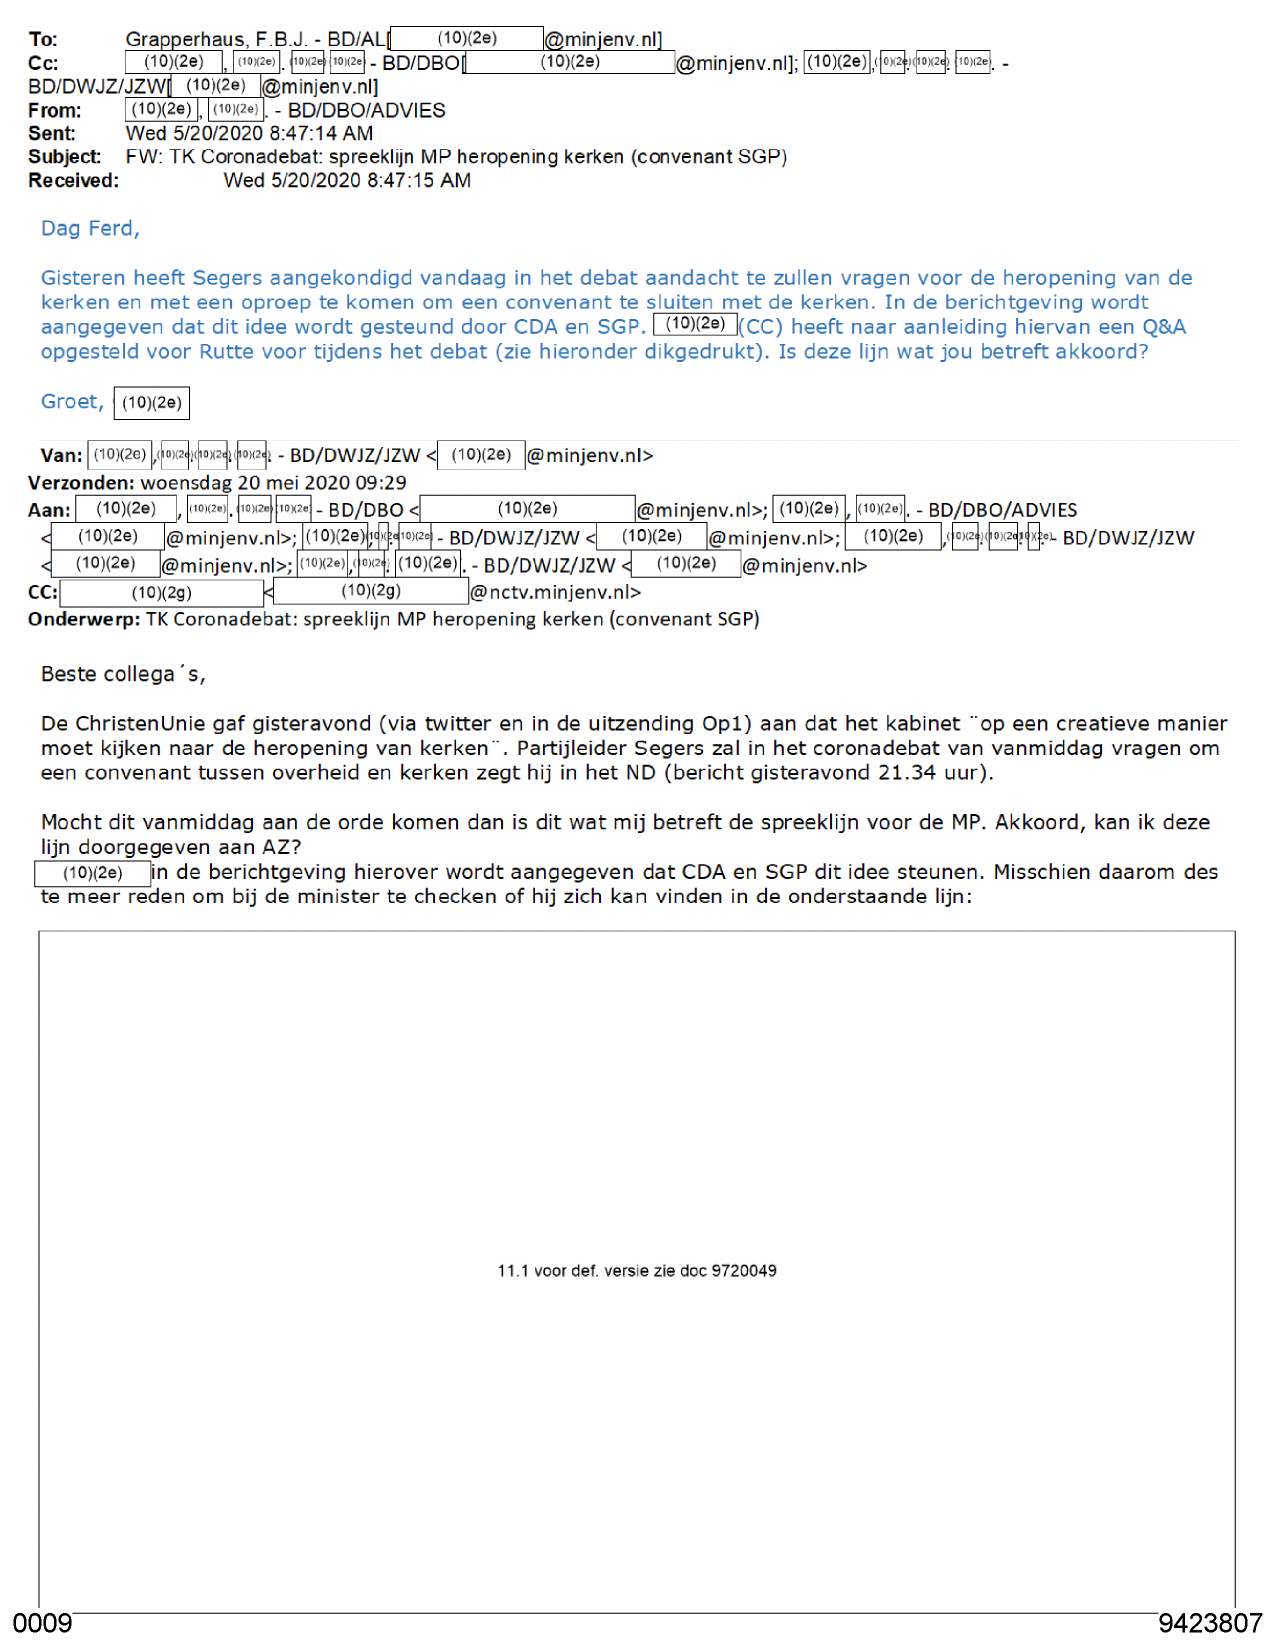 To: Grapperhaus, F.B.J. - BD/AL[ (10)(2e) @minjenv.nl]
Cc: (10)(2e) , (10)(2e) . (10)(2e) (10)(2e) - BD/DBO[ (10)(2e) @minjenv.nl]; (10)(2e) , (10)(2e) . (10)(2e) . (10)(2e) . -
BD/DWJZ/JZW[ (10)(2e) @minjenv.nl]
From: (10)(2e) , (10)(2e) . - BD/DBO/ADVIES
Sent: Wed 5/20/2020 8:47:14 AM
Subject: FW: TK Coronadebat: spreeklijn MP heropening kerken (convenant SGP)
Received: Wed 5/20/2020 8:47:15 AM
Dag Ferd,
Gisteren heeft Segers aangekondigd vandaag in het debat aandacht te zullen vragen voor de heropening van de
kerken en met een oproep te komen om een convenant te sluiten met de kerken. In de berichtgeving wordt
aangegeven dat dit idee wordt gesteund door CDA en SGP. (10)(2e) (CC) heeft naar aanleiding hiervan een Q&A
opgesteld voor Rutte voor tijdens het debat (zie hieronder dikgedrukt). Is deze lijn wat jou betreft akkoord?
Groet, (10)(2e)
Van: (10)(2e) , (10)(2e) . (10)(2e) . (10)(2e) . - BD/DWJZ/JZW < (10)(2e) @minjenv.nl>
Verzonden: woensdag 20 mei 2020 09:29
Aan: (10)(2e) , (10)(2e) . (10)(2e) (10)(2e) - BD/DBO < (10)(2e) @minjenv.nl>; (10)(2e) , (10)(2e) . - BD/DBO/ADVIES
< (10)(2e) @minjenv.nl>; (10)(2e) , (10)(2e) . (10)(2e) - BD/DWJZ/JZW < (10)(2e) @minjenv.nl>; (10)(2e) , (10)(2e) . (10)(2e) . (10)(2e) - BD/DWJZ/JZW
< (10)(2e) @minjenv.nl>; (10)(2e) , (10)(2e) . (10)(2e) . - BD/DWJZ/JZW < (10)(2e) @minjenv.nl>
CC: (10)(2g) < (10)(2g) @nctv.minjenv.nl>
Onderwerp: TK Coronadebat: spreeklijn MP heropening kerken (convenant SGP)
Beste collega´s,
De ChristenUnie gaf gisteravond (via twitter en in de uitzending Op1) aan dat het kabinet ¨op een creatieve manier
moet kijken naar de heropening van kerken¨. Partijleider Segers zal in het coronadebat van vanmiddag vragen om
een convenant tussen overheid en kerken zegt hij in het ND (bericht gisteravond 21.34 uur).
Mocht dit vanmiddag aan de orde komen dan is dit wat mij betreft de spreeklijn voor de MP. Akkoord, kan ik deze
lijn doorgegeven aan AZ?
(10)(2e) in de berichtgeving hierover wordt aangegeven dat CDA en SGP dit idee steunen. Misschien daarom des
te meer reden om bij de minister te checken of hij zich kan vinden in de onderstaande lijn:
11.1 voor def. versie zie doc 9720049
0009 9423807